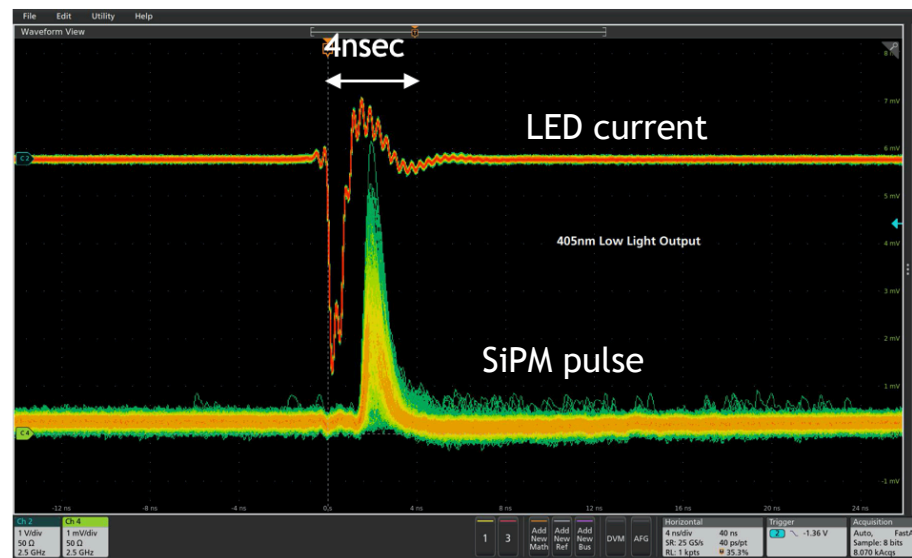 File Edit Utility Help
Waveform View
4nsec
7 mV
LED current
6 mV
5 mV
405nm Low Light Output
4 mV
3 mV
SiPM pulse
2 mV
1 mV
C 2
C 4
-1 mV
-12 ns -8 ns -4 ns 0 s 4 ns 8 ns 12 ns 16 ns 20 ns 24 ns
Ch 2
1 V/div
50 Ω
2.5 GHz
Ch 4
1 mV/div
50 Ω
2.5 GHz
1 3
Add New Math
Add New Ref
Add New Bus
DVM AFG
Horizontal
4 ns/div 40 ns
SR: 25 GS/s 40 ps/pt
RL: 1 kpts 35.3%
Trigger
2 -1.36 V
Acquisition
Auto,
Sample: 8 bits
8.070 kAcqs